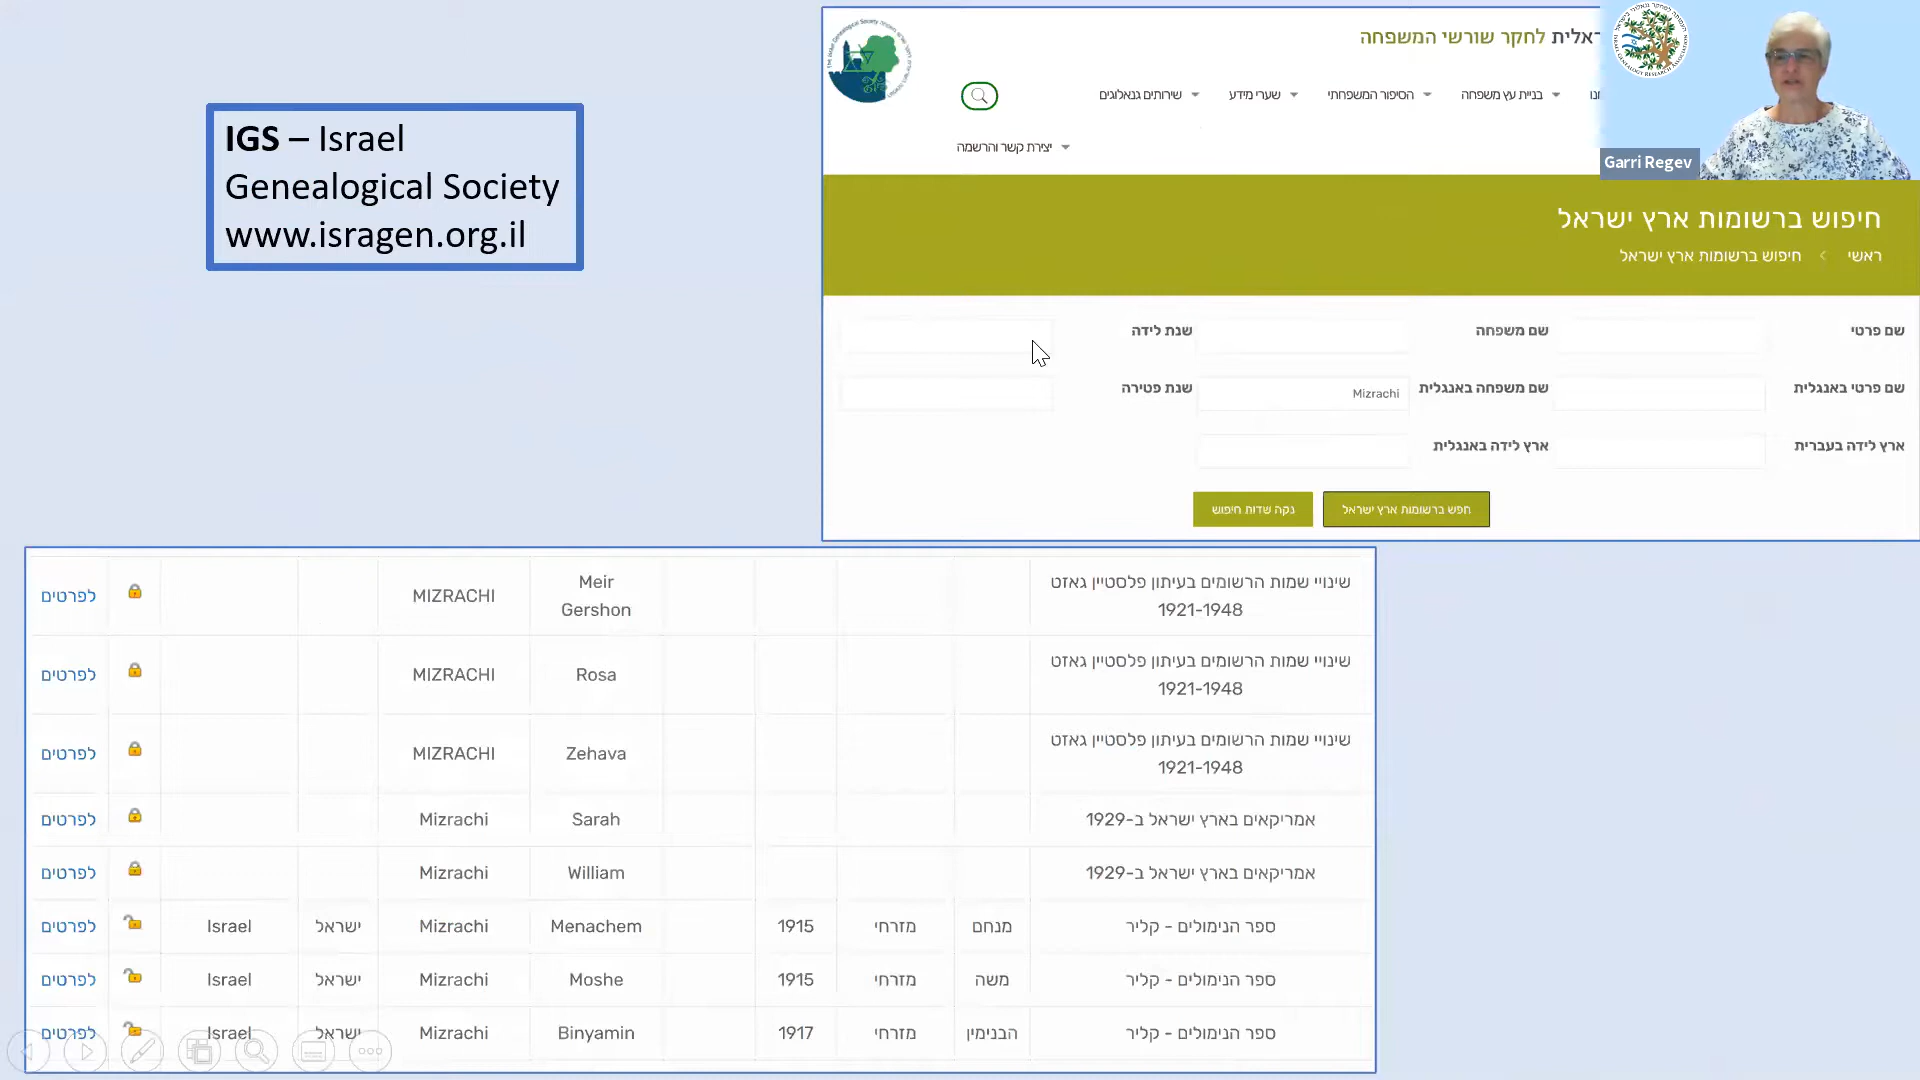 IGS – Israel
Genealogical Society
www.isragen.org.il
לחקר שורשי המשפחה
שירותים גנאלוגים
שערי מידע
הסיפור המשפחתי
בניית עץ משפחה
יצירת קשר והרשמה
Garri Regev
חיפוש ברשומות ארץ ישראל
ראשי > חיפוש ברשומות ארץ ישראל
שם פרטי
שם משפחה
שנת לידה
שם פרטי באנגלית
שם משפחה באנגלית
Mizrachi
שנת פטירה
ארץ לידה בעברית
ארץ לידה באנגלית
חפש ברשומות ארץ ישראל
נקה שדות חיפוש
שינויי שמות הרשומים בעיתון פלסטיין גאזט
1921-1948
Meir
Gershon
MIZRACHI
לפרטים
שינויי שמות הרשומים בעיתון פלסטיין גאזט
1921-1948
Rosa
MIZRACHI
לפרטים
שינויי שמות הרשומים בעיתון פלסטיין גאזט
1921-1948
Zehava
MIZRACHI
לפרטים
אמריקאים בארץ ישראל ב-1929
Sarah
Mizrachi
לפרטים
אמריקאים בארץ ישראל ב-1929
William
Mizrachi
לפרטים
ספר הנימולים - קליר
מנחם
מזרחי
1915
Menachem
Mizrachi
ישראל
Israel
לפרטים
ספר הנימולים - קליר
משה
מזרחי
1915
Moshe
Mizrachi
ישראל
Israel
לפרטים
ספר הנימולים - קליר
הבנימין
מזרחי
1917
Binyamin
Mizrachi
ישראל
Israel
לפרטים